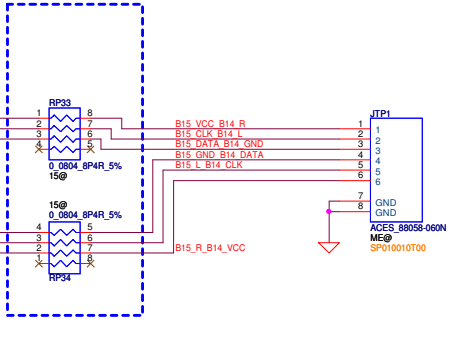 RP33
1 8
2 7
3 6
4 5
0_0804_8P4R_5%
15@
15@
0_0804_8P4R_5%
4 5
3 6
2 7
1 8
RP34
B15_VCC_B14_R
B15_CLK_B14_L
B15_DATA_B14_GND
B15_GND_B14_DATA
B15_L_B14_CLK
B15_R_B14_VCC
JTP1
1 1
2 2
3 3
4 4
5 5
6 6
7 GND
8 GND
ACES_88058-060N
ME@
SP010010T00